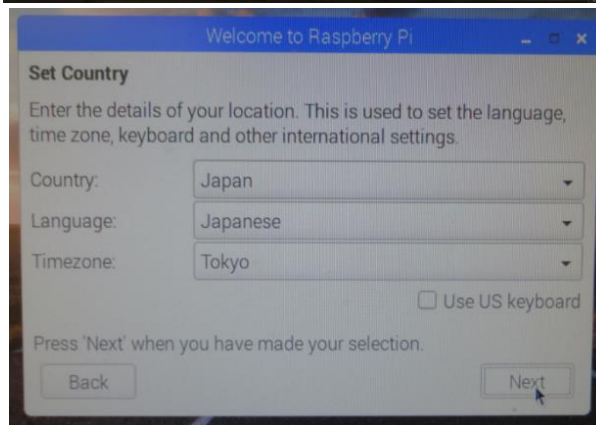 Welcome to Raspberry Pi
Set Country
Enter the details of your location. This is used to set the language,
time zone, keyboard and other international settings.
Country: Japan
Language: Japanese
Timezone: Tokyo
Use US keyboard
Press 'Next' when you have made your selection.
Back Next